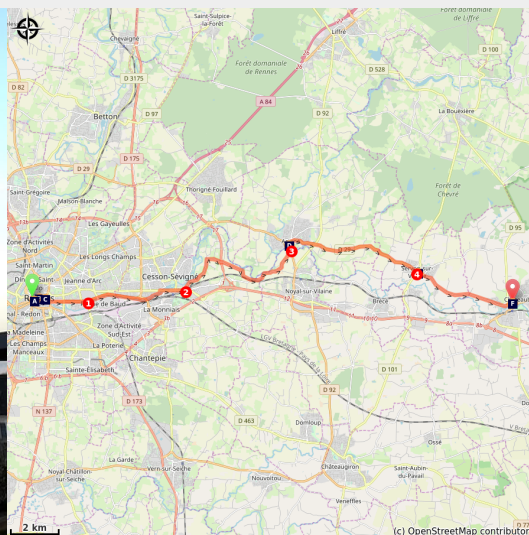 Saint-Sulpice
la-Forêt
Chevaigné
Liffré
Forêt domaniale
de Liffré
D 100
Forêt domaniale
de Rennes
D 528
D 82
D 3175
A 84
La Bouëxière
Betton
D 97
D 92
D 175
D 29
Forêt de
Chevré
Saint-Grégoire
Maison-Blanche
Thorigné-Fouillard
D 95
Les Gayeulles
Zone d'Activités
Nord
Les Longs Champs
Saint-Martin
Jeanne d'Arc
Cesson-Sévigné
D
3
4
A
C
1
2
Noyal-sur-Vilaine
Brécé
F
La Monniais
La Madeleine
Zone d'Activité
Sud-Est
Les Champs
Manceaux
La Poterie
Chantepie
Sainte-Élisabeth
D 101
N 137
D 173
D 92
D 463
Domloup
Ossé
La Garde
Châteaugiron
Noyal-Châtillon
sur-Seiche
Vern-sur-Seiche
Nouvoitou
Saint-Aubin
du-Pavail
Veneffles
2 km
(c) OpenStreetMap contributor